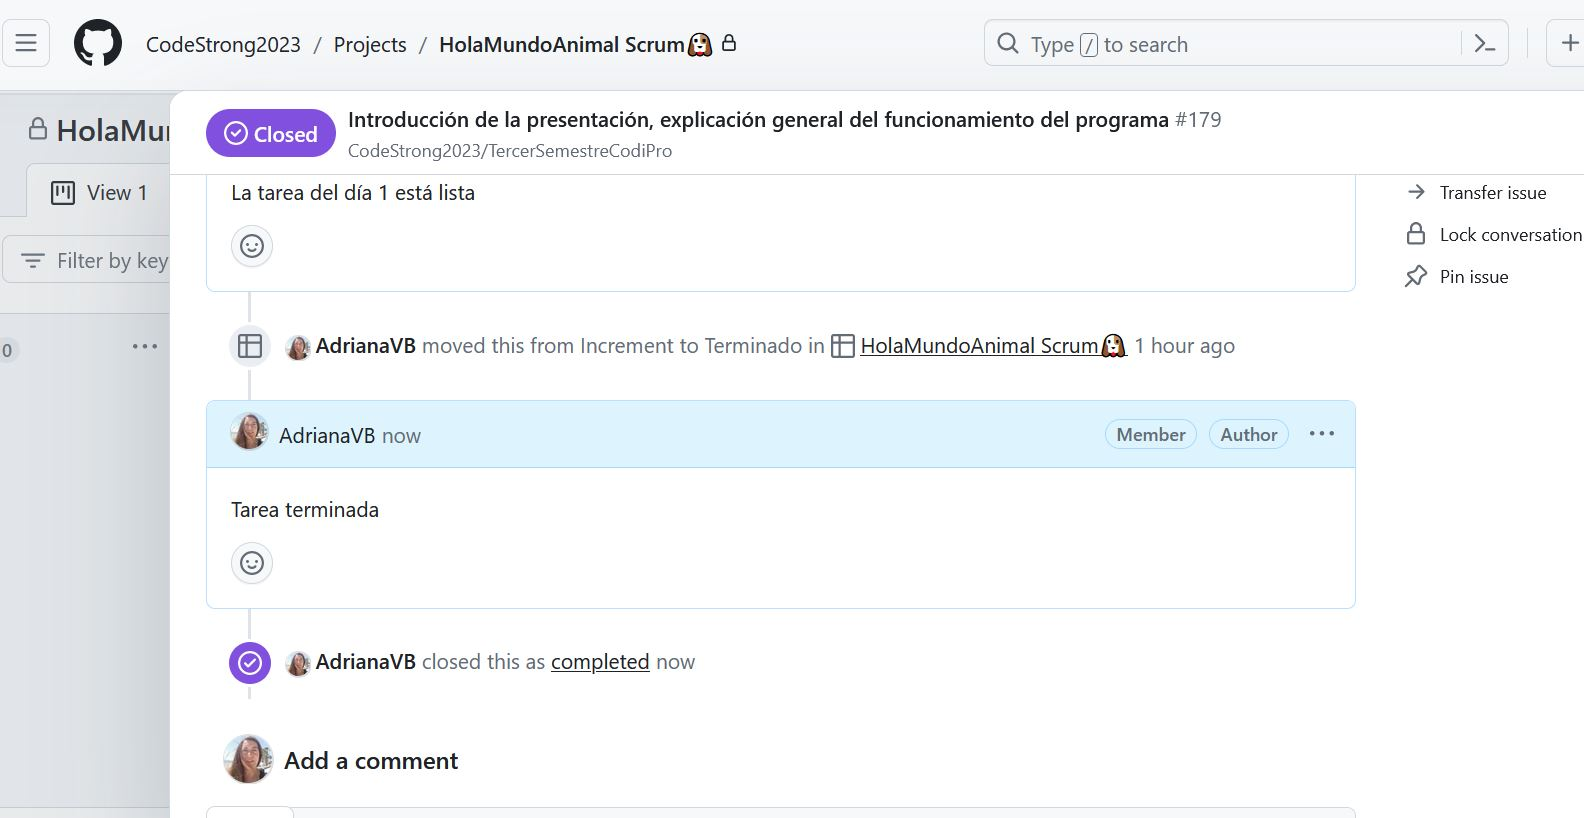 CodeStrong2023 / Projects / HolaMundoAnimal Scrum
Type / to search
HolaMu
View 1
Filter by key
0
Closed
Introducción de la presentación, explicación general del funcionamiento del programa #179
CodeStrong2023/TercerSemestreCodiPro
La tarea del día 1 está lista
AdrianaVB moved this from Increment to Terminado in HolaMundoAnimal Scrum 1 hour ago
AdrianaVB now
Member
Author
Tarea terminada
AdrianaVB closed this as completed now
Add a comment
Transfer issue
Lock conversation
Pin issue